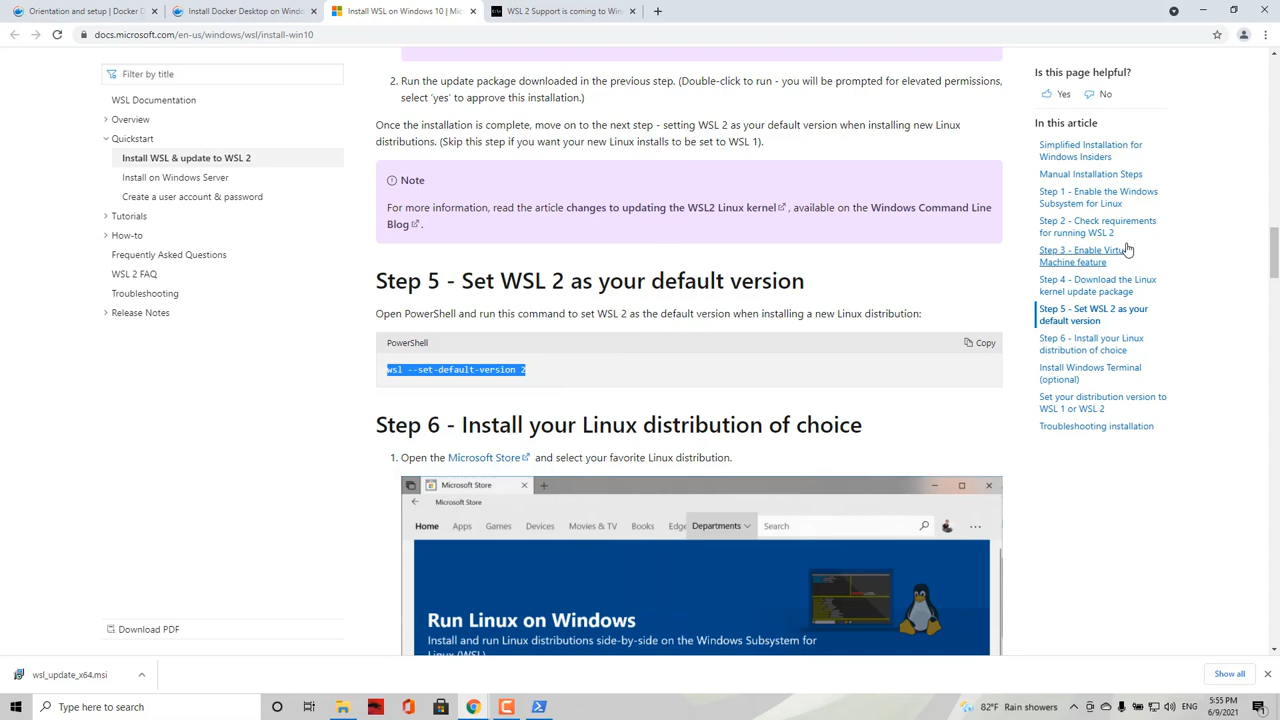 Orientation and setup | Docker D
Install Docker Desktop on Windo
Install WSL on Windows 10 | Mic
WSL 2 Support is coming to Win
docs.microsoft.com/en-us/windows/wsl/install-win10
Filter by title
WSL Documentation
Overview
Quickstart
Install WSL & update to WSL 2
Install on Windows Server
Create a user account & password
Tutorials
How-to
Frequently Asked Questions
WSL 2 FAQ
Troubleshooting
Release Notes
Download PDF
2. Run the update package downloaded in the previous step. (Double-click to run - you will be prompted for elevated permissions,
select 'yes' to approve this installation.)
Once the installation is complete, move on to the next step - setting WSL 2 as your default version when installing new Linux
distributions. (Skip this step if you want your new Linux installs to be set to WSL 1).
Note
For more information, read the article changes to updating the WSL2 Linux kernel, available on the Windows Command Line
Blog.
Step 5 - Set WSL 2 as your default version
Open PowerShell and run this command to set WSL 2 as the default version when installing a new Linux distribution:
PowerShell
Copy
wsl --set-default-version 2
Step 6 - Install your Linux distribution of choice
1. Open the Microsoft Store and select your favorite Linux distribution.
Microsoft Store
Microsoft Store
Home Apps Games Devices Movies & TV Books Edge Departments Search
Run Linux on Windows
Install and run Linux distributions side-by-side on the Windows Subsystem for
Linux (WSL)
Is this page helpful?
Yes No
In this article
Simplified Installation for
Windows Insiders
Manual Installation Steps
Step 1 - Enable the Windows
Subsystem for Linux
Step 2 - Check requirements
for running WSL 2
Step 3 - Enable Virtu
Machine feature
Step 4 - Download the Linux
kernel update package
Step 5 - Set WSL 2 as your
default version
Step 6 - Install your Linux
distribution of choice
Install Windows Terminal
(optional)
Set your distribution version to
WSL 1 or WSL 2
Troubleshooting installation
wsl_update_x64.msi
Show all
Type here to search
82°F Rain showers
ENG
5:55 PM
6/9/2021